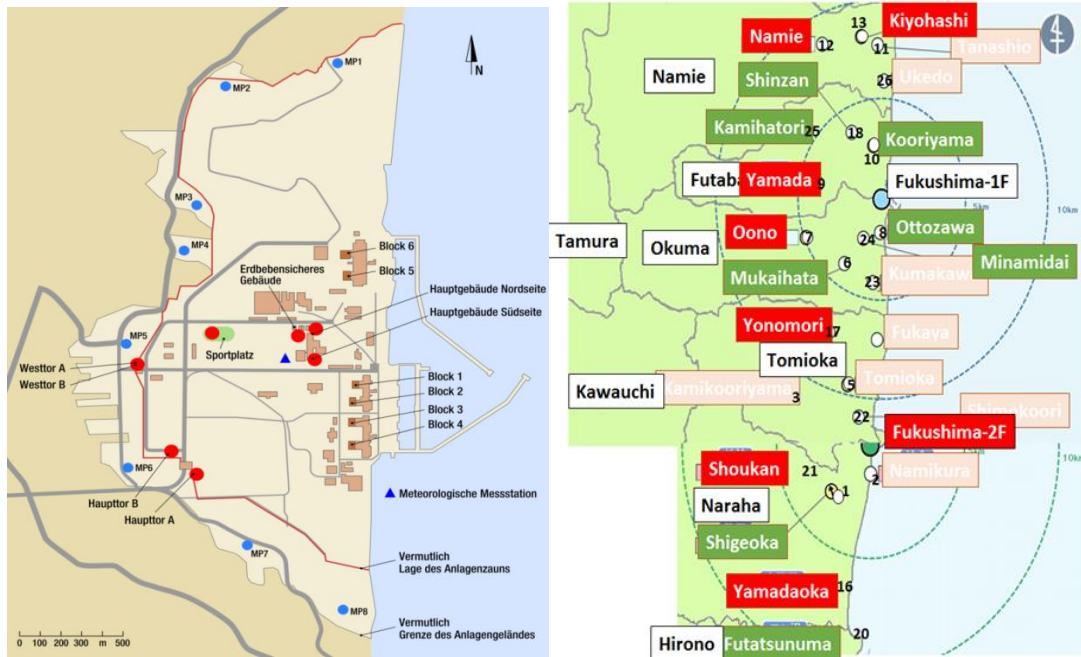 N
MP1
MP2
MP3
MP4
Block 6
Block 5
Erdbebensicheres
Gebäude
Hauptgebäude Nordseite
Hauptgebäude Südseite
MP5
Sportplatz
Westtor A
Westtor B
Block 1
Block 2
Block 3
Block 4
MP6
Haupttor B
Haupttor A
Meteorologische Messstation
MP7
Vermutlich
Lage des Anlagenzauns
MP8
Vermutlich
Grenze des Anlagengeländes
0 100 200 300 m 500
13
Kiyohashi
Namie
12
11
Tanashio
Namie
Shinzan
26
Ukedo
Kamihatori
25
18
Kooriyama
10
Futaba
Yamada
9
Fukushima-1F
5km
10km
Tamura
Okuma
Oono
7
24
8
Ottozawa
Minamidai
Mukaihata
6
23
Kumakawa
Yonomori
17
Fukaya
Tomioka
Kawauchi
Kamikooriyama
3
5
Tomioka
22
Shimokoori
Fukushima-2F
5km
10km
Shoukan
21
2
Namikura
Naraha
1
Shigeoka
Yamadaoka
16
Hirono
Futatsunuma
20